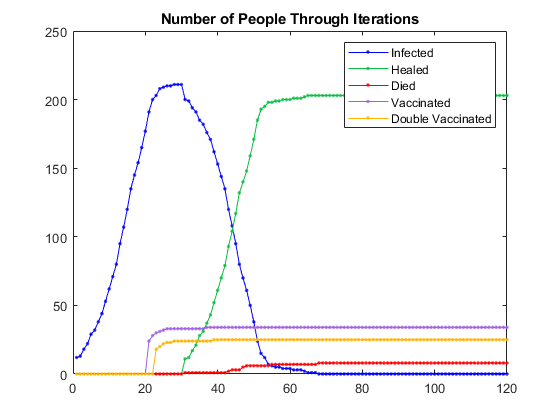 Number of People Through Iterations
250
200
150
100
50
0
0 20 40 60 80 100 120
Infected
Healed
Died
Vaccinated
Double Vaccinated